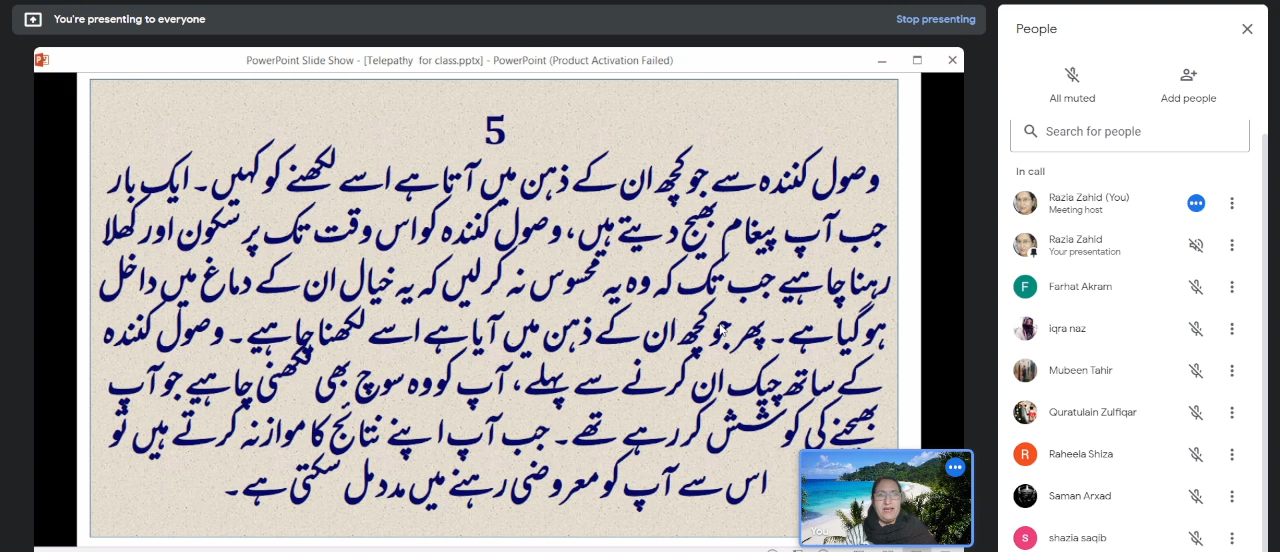 You're presenting to everyone
Stop presenting
PowerPoint Slide Show - [Telepathy for class.pptx] - PowerPoint (Product Activation Failed)
5
وصول کنندہ سے جو کچھ ان کے ذہن میں آتا ہے اسے لکھنے کو کہیں۔ ایک بار
جب آپ پیغام بھیج دیتے ہیں، وصول کنندہ کو اس وقت تک پر سکون اور کھلا
رہنا چاہیے جب تک کہ وہ یہ محسوس نہ کر لیں کہ یہ خیال ان کے دماغ میں داخل
ہو گیا ہے۔ پھر جو کچھ ان کے ذہن میں آیا ہے اسے لکھنا چاہیے۔ وصول کنندہ
کے ساتھ چیک ان کرنے سے پہلے، آپ کو وہ سوچ بھی لکھنی چاہیے جو آپ
بھیجنے کی کوشش کر رہے تھے۔ جب آپ اپنے نتائج کا موازنہ کرتے ہیں تو
اس سے آپ کو معروضی رہنے میں مدد مل سکتی ہے۔
You
People
All muted
Add people
Search for people
In call
Razia Zahid (You)
Meeting host
Razia Zahid
Your presentation
F
Farhat Akram
iqra naz
Mubeen Tahir
Quratulain Zulfiqar
R
Raheela Shiza
Saman Arxad
s
shazia saqib